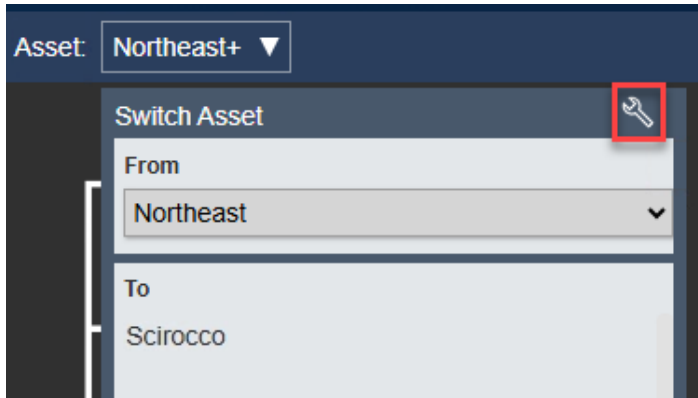 Asset: Northeast+ ▼
Switch Asset
From
Northeast
To
Scirocco